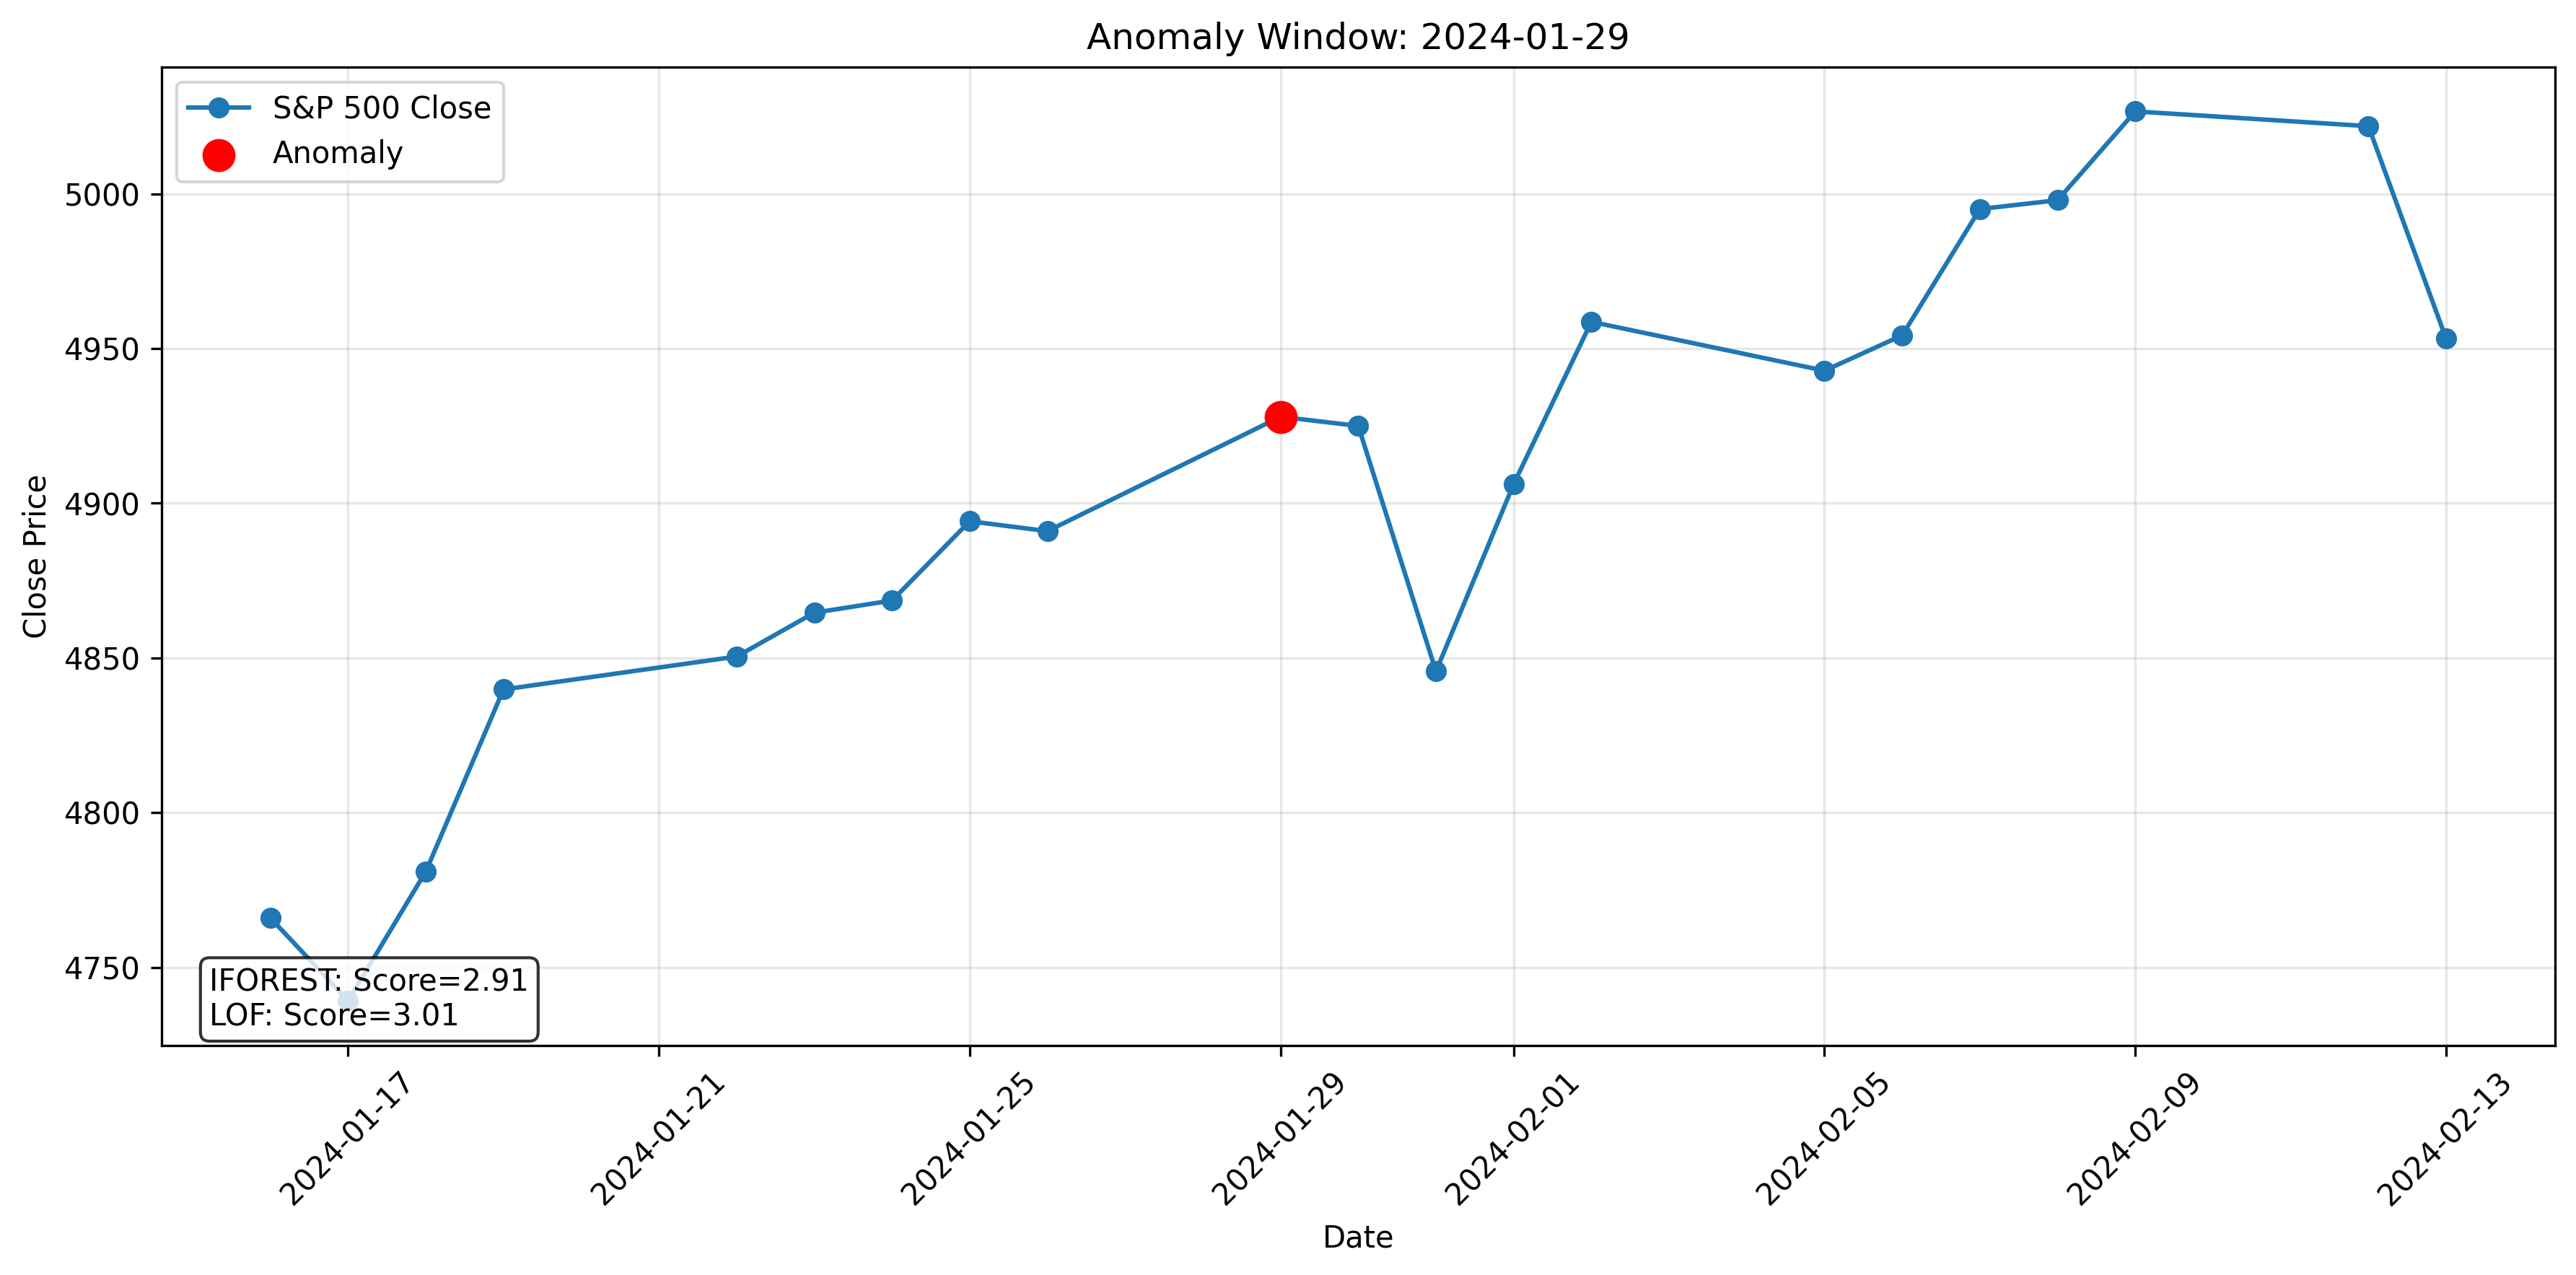 Anomaly Window: 2024-01-29
S&P 500 Close
Anomaly
5000
4950
4900
4850
4800
4750
Close Price
IFOREST: Score=2.91
LOF: Score=3.01
2024-01-17
2024-01-21
2024-01-25
2024-01-29
2024-02-01
2024-02-05
2024-02-09
2024-02-13
Date